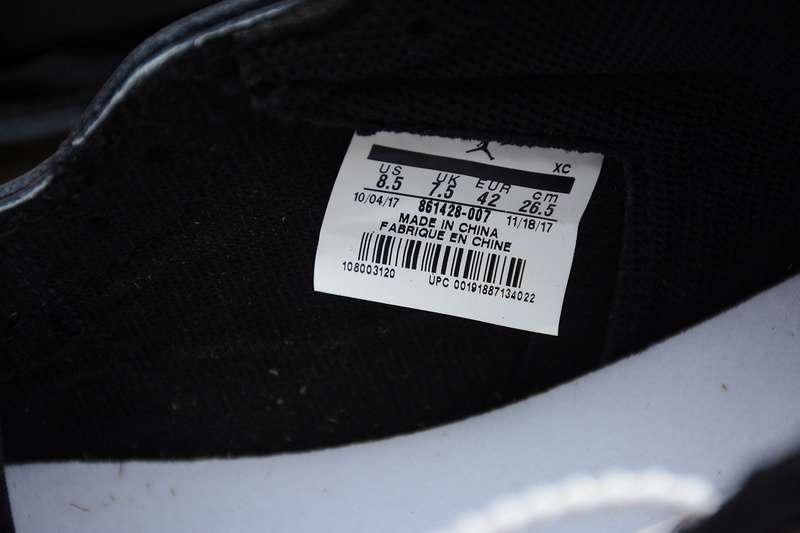 XC
US UK EUR cm
8.5 7.5 42 26.5
10/04/17 861428-007 11/18/17
MADE IN CHINA
FABRIQUE EN CHINE
108003120 UPC 00191887134022